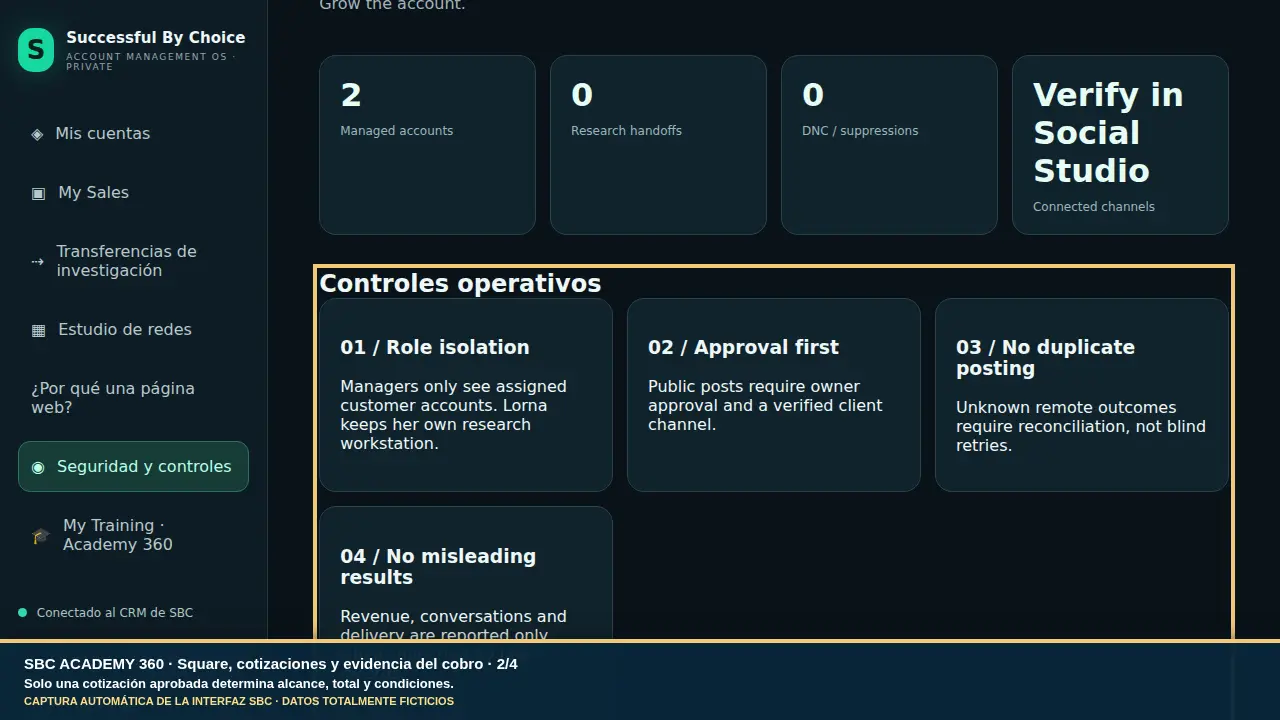 Grow the account.
S
Successful By Choice
ACCOUNT MANAGEMENT OS ·
PRIVATE
Mis cuentas
My Sales
Transferencias de
investigación
Estudio de redes
¿Por qué una página
web?
Seguridad y controles
My Training ·
Academy 360
Conectado al CRM de SBC
2
Managed accounts
0
Research handoffs
0
DNC / suppressions
Verify in
Social
Studio
Connected channels
Controles operativos
01 / Role isolation
Managers only see assigned
customer accounts. Lorna
keeps her own research
workstation.
02 / Approval first
Public posts require owner
approval and a verified client
channel.
03 / No duplicate
posting
Unknown remote outcomes
require reconciliation, not blind
retries.
04 / No misleading
results
Revenue, conversations and
delivery are reported only
SBC ACADEMY 360 · Square, cotizaciones y evidencia del cobro · 2/4
Solo una cotización aprobada determina alcance, total y condiciones.
CAPTURA AUTOMÁTICA DE LA INTERFAZ SBC · DATOS TOTALMENTE FICTICIOS